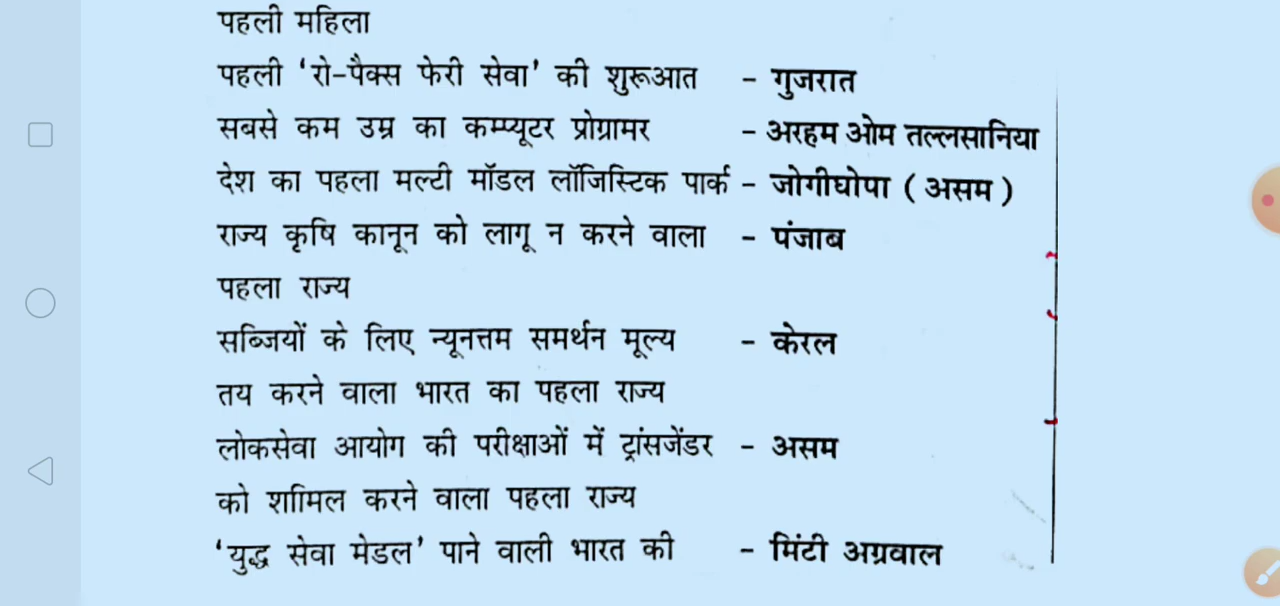 पहली महिला
पहली 'रो-पैक्स फेरी सेवा' की शुरूआत - गुजरात
सबसे कम उम्र का कम्प्यूटर प्रोग्रामर - अरहम ओम तल्लसानिया
देश का पहला मल्टी मॉडल लॉजिस्टिक पार्क - जोगीघोपा ( असम )
राज्य कृषि कानून को लागू न करने वाला - पंजाब
पहला राज्य
सब्जियों के लिए न्यूनत्तम समर्थन मूल्य - केरल
तय करने वाला भारत का पहला राज्य
लोकसेवा आयोग की परीक्षाओं में ट्रांसजेंडर - असम
को शाामिल करने वाला पहला राज्य
'युद्ध सेवा मेडल' पाने वाली भारत की - मिंटी अग्रवाल